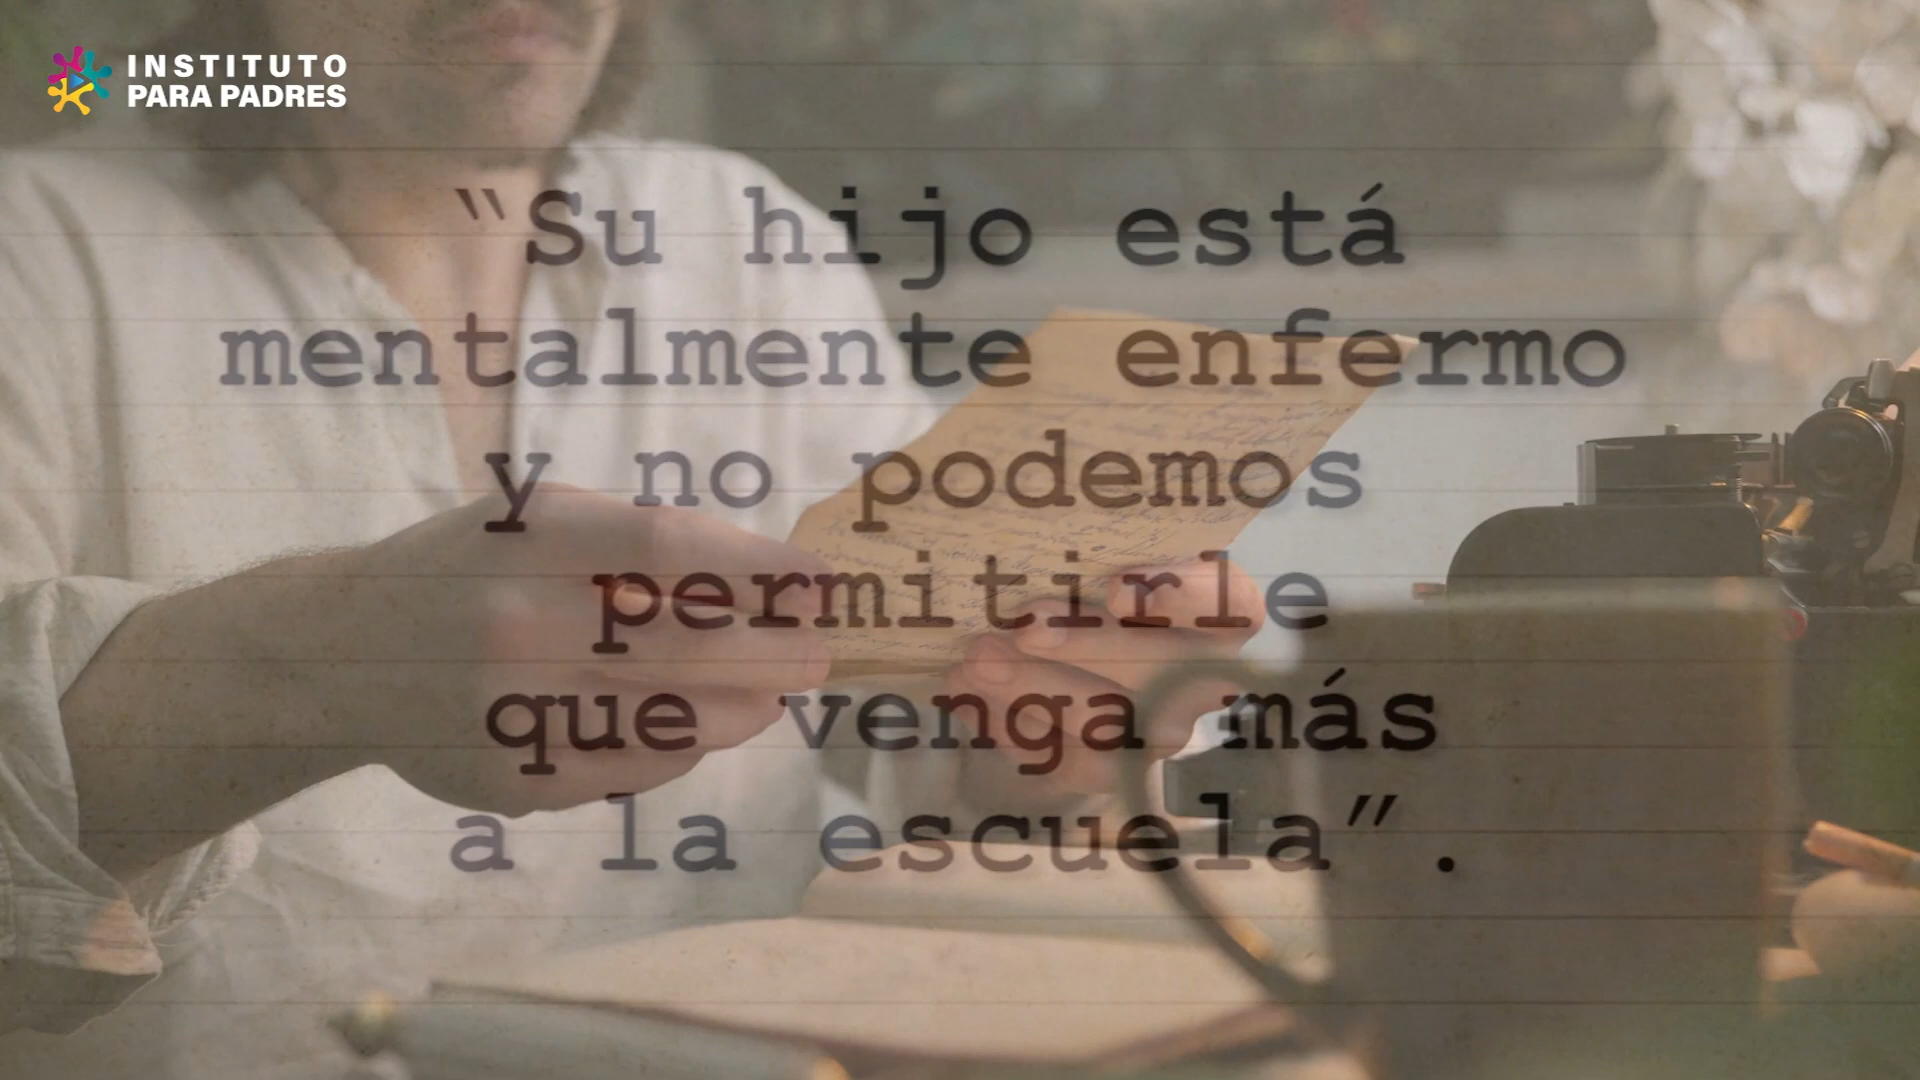 INSTITUTO
PARA PADRES
“Su hijo está
mentalmente enfermo
y no podemos
permitirle
que venga más
a la escuela”.